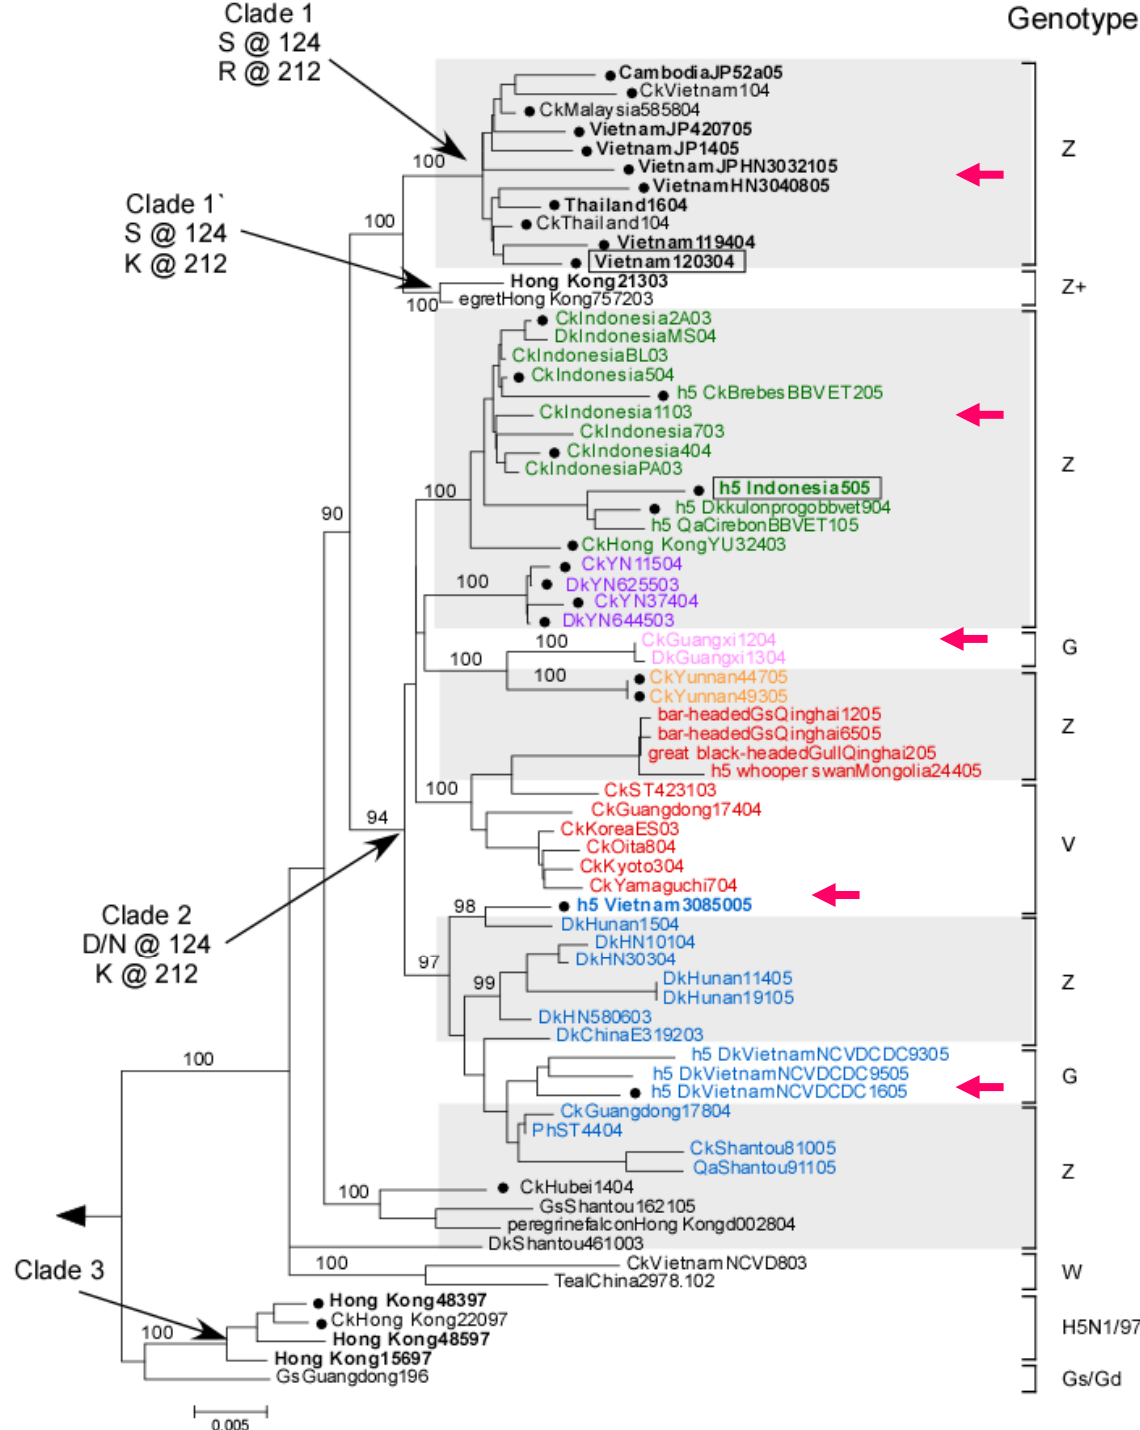 Clade 1
S @ 124
R @ 212
Genotype
CambodiaJP52a05
CkVietnam104
CkMalaysia585804
VietnamJP420705
VietnamJP1405
Z
100
VietnamJPHN3032105
VietnamHN3040805
Clade 1`
S @ 124
K @ 212
Thailand1604
100
CkThailand104
Vietnam119404
Vietnam120304
Hong Kong21303
Z+
100
egretHong Kong757203
CkIndonesia2A03
DkIndonesiaMS04
CkIndonesiaBL03
CkIndonesia504
h5 CkBrebesBBVET205
CkIndonesia1103
CkIndonesia703
CkIndonesia404
Z
CkIndonesiaPA03
100
h5 Indonesia505
h5 Dkkulonprogobbvet904
90
h5 QaCirebonBBVET105
CkHong KongYU32403
CkYN11504
100
DkYN625503
CkYN37404
DkYN644503
100
CkGuangxi1204
G
100
DkGuangxi1304
100
CkYunnan44705
CkYunnan49305
bar-headedGsQinghai1205
Z
bar-headedGsQinghai6505
great black-headedGullQinghai205
h5 whooper swanMongolia24405
100
CkST423103
94
CkGuangdong17404
CkKoreaES03
V
CkOita804
CkKyoto304
CkYamaguchi704
98
h5 Vietnam3085005
Clade 2
D/N @ 124
K @ 212
DkHunan1504
DkHN10104
97
DkHN30304
99
DkHunan11405
Z
DkHunan19105
DkHN580603
DkChinaE319203
100
h5 DkVietnamNCVDCDC9305
h5 DkVietnamNCVDCDC9505
G
h5 DkVietnamNCVDCDC1605
CkGuangdong17804
PhST4404
CkShantou81005
Z
QaShantou91105
100
CkHubei1404
GsShantou162105
peregrinefalconHong Kongd002804
DkShantou461003
100
CkVietnamNCVD803
W
TealChina2978.102
Clade 3
Hong Kong48397
CkHong Kong22097
H5N1/97
100
Hong Kong48597
Hong Kong15697
GsGuangdong196
Gs/Gd
0.005